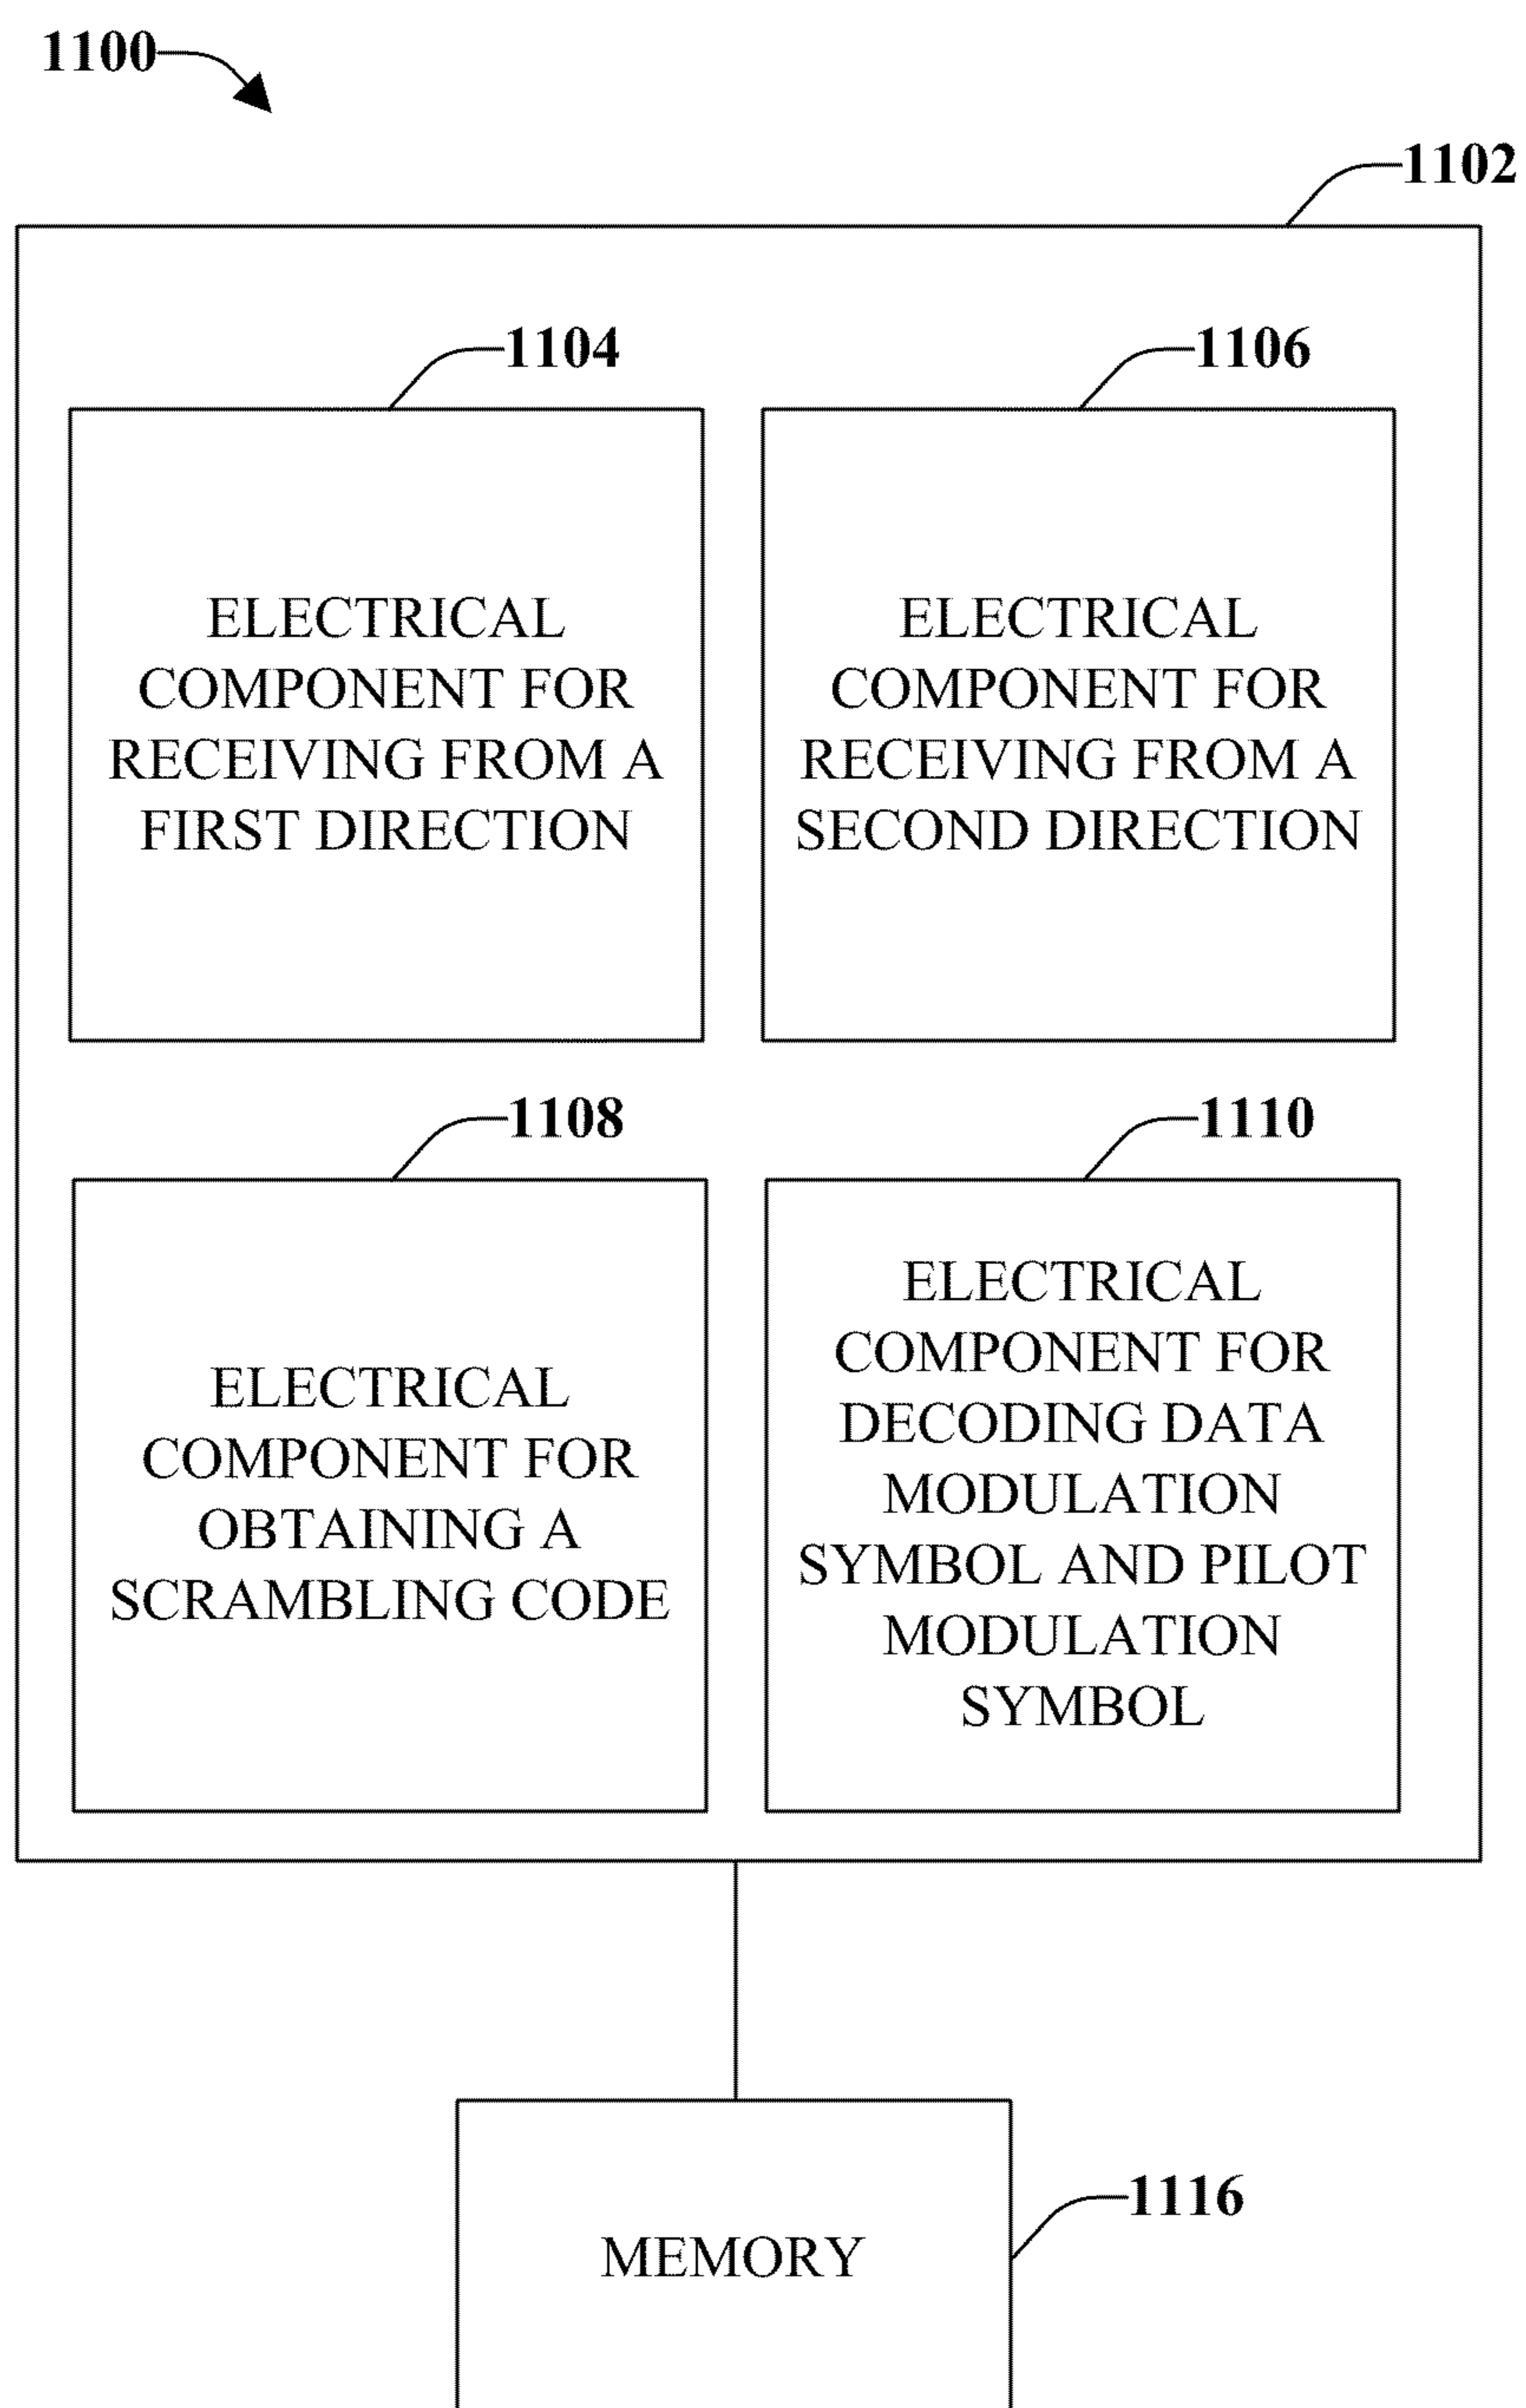 1100
1102
1104
1106
ELECTRICAL
COMPONENT FOR
RECEIVING FROM A
FIRST DIRECTION
ELECTRICAL
COMPONENT FOR
RECEIVING FROM A
SECOND DIRECTION
1108
1110
ELECTRICAL
COMPONENT FOR
OBTAINING A
SCRAMBLING CODE
ELECTRICAL
COMPONENT FOR
DECODING DATA
MODULATION
SYMBOL AND PILOT
MODULATION
SYMBOL
1116
MEMORY